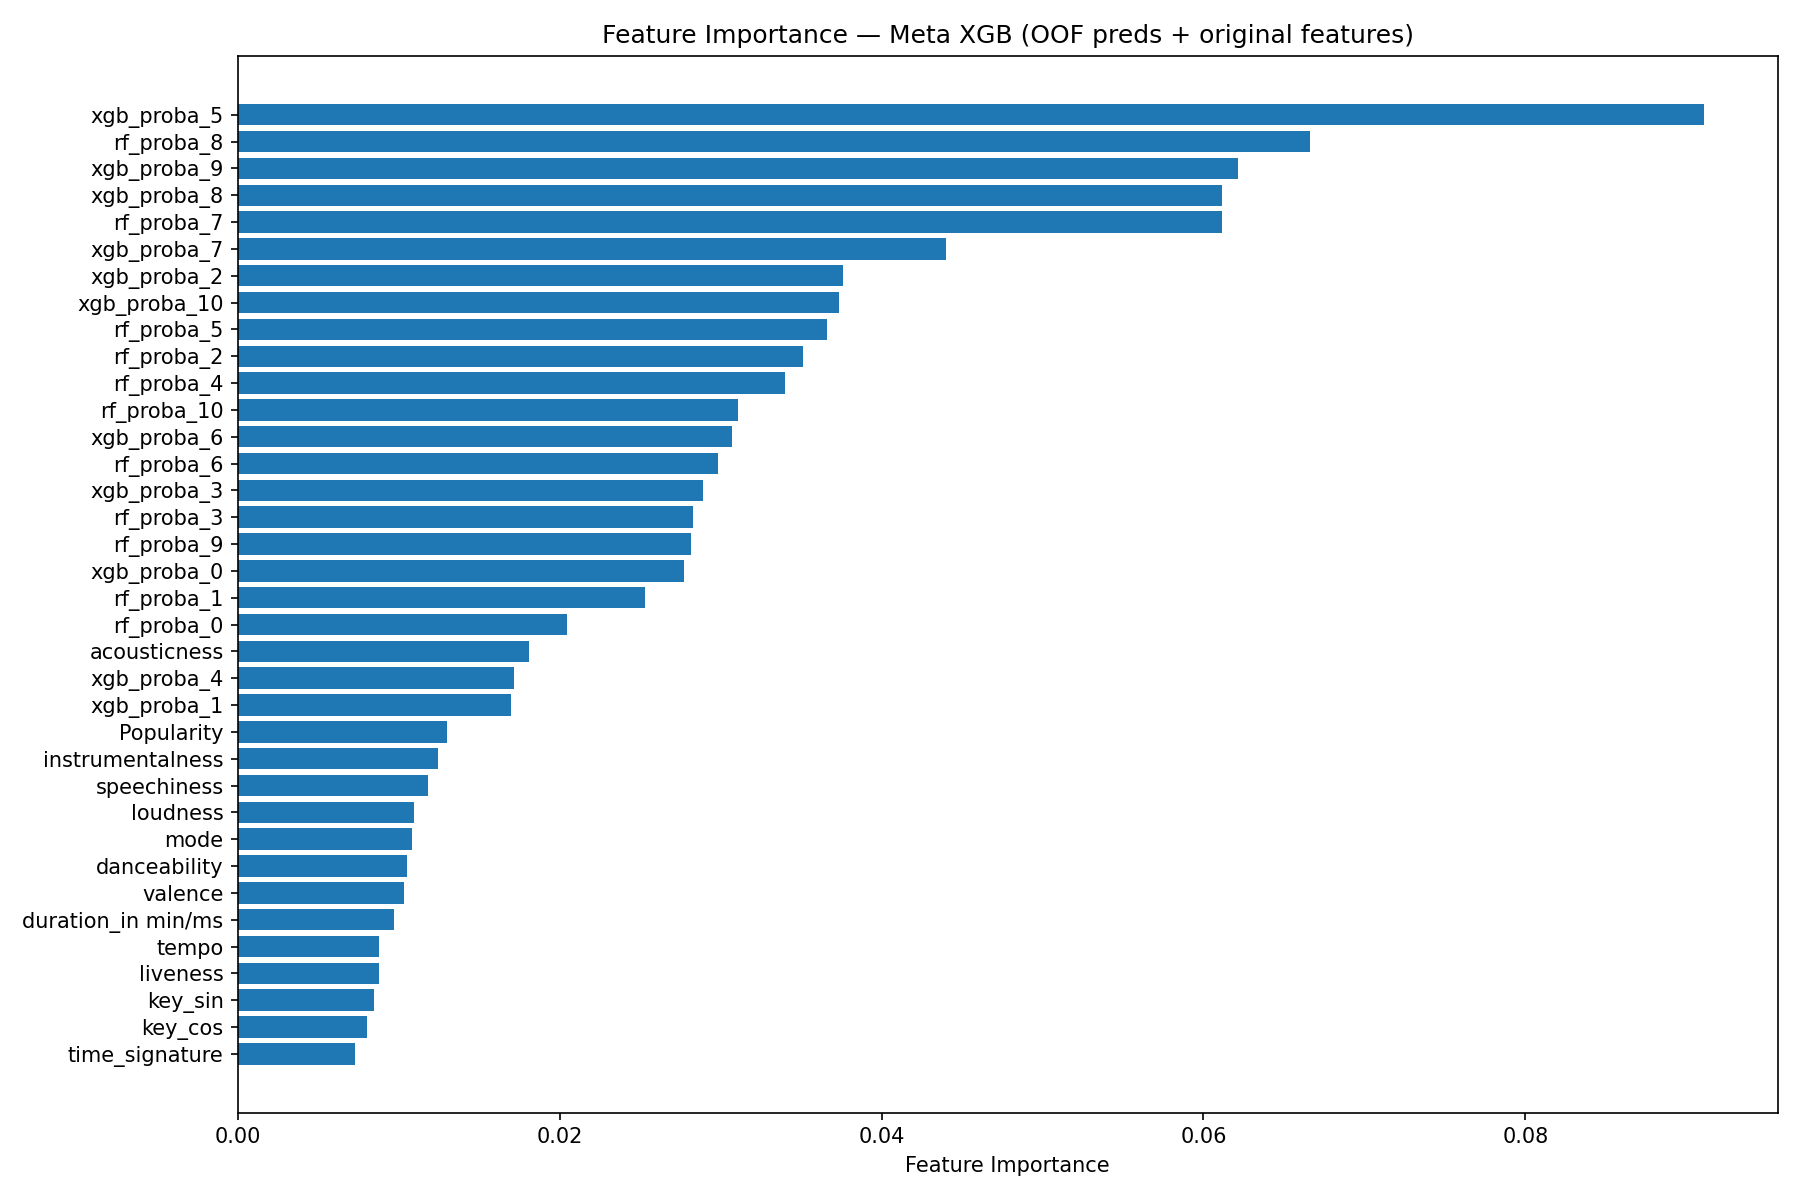 Feature Importance — Meta XGB (OOF preds + original features)
xgb_proba_5
rf_proba_8
xgb_proba_9
xgb_proba_8
rf_proba_7
xgb_proba_7
xgb_proba_2
xgb_proba_10
rf_proba_5
rf_proba_2
rf_proba_4
rf_proba_10
xgb_proba_6
rf_proba_6
xgb_proba_3
rf_proba_3
rf_proba_9
xgb_proba_0
rf_proba_1
rf_proba_0
acousticness
xgb_proba_4
xgb_proba_1
Popularity
instrumentalness
speechiness
loudness
mode
danceability
valence
duration_in min/ms
tempo
liveness
key_sin
key_cos
time_signature
0.00 0.02 0.04 0.06 0.08
Feature Importance